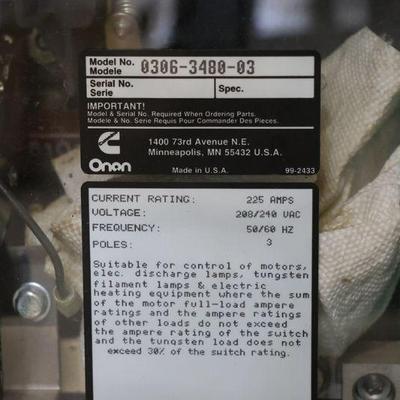 Model No. 0306-3480-03
Modele
Serial No. Spec.
Serie
IMPORTANT!
Model & Serial No. Required When Ordering Parts.
Modele & No. Serie Requis Pour Commander Des Pieces.
Onan
1400 73rd Avenue N.E.
Minneapolis, MN 55432 U.S.A.
Made in U.S.A. 99-2433
CURRENT RATING: 225 AMPS
VOLTAGE: 208/240 VAC
FREQUENCY: 50/60 HZ
POLES: 3
Suitable for control of motors,
elec. discharge lamps, tungsten
filament lamps & electric
heating equipment where the sum
of the motor full-load ampere
ratings and the ampere ratings
of other loads do not exceed
the ampere rating of the switch
and the tungsten load does not
exceed 30% of the switch rating.